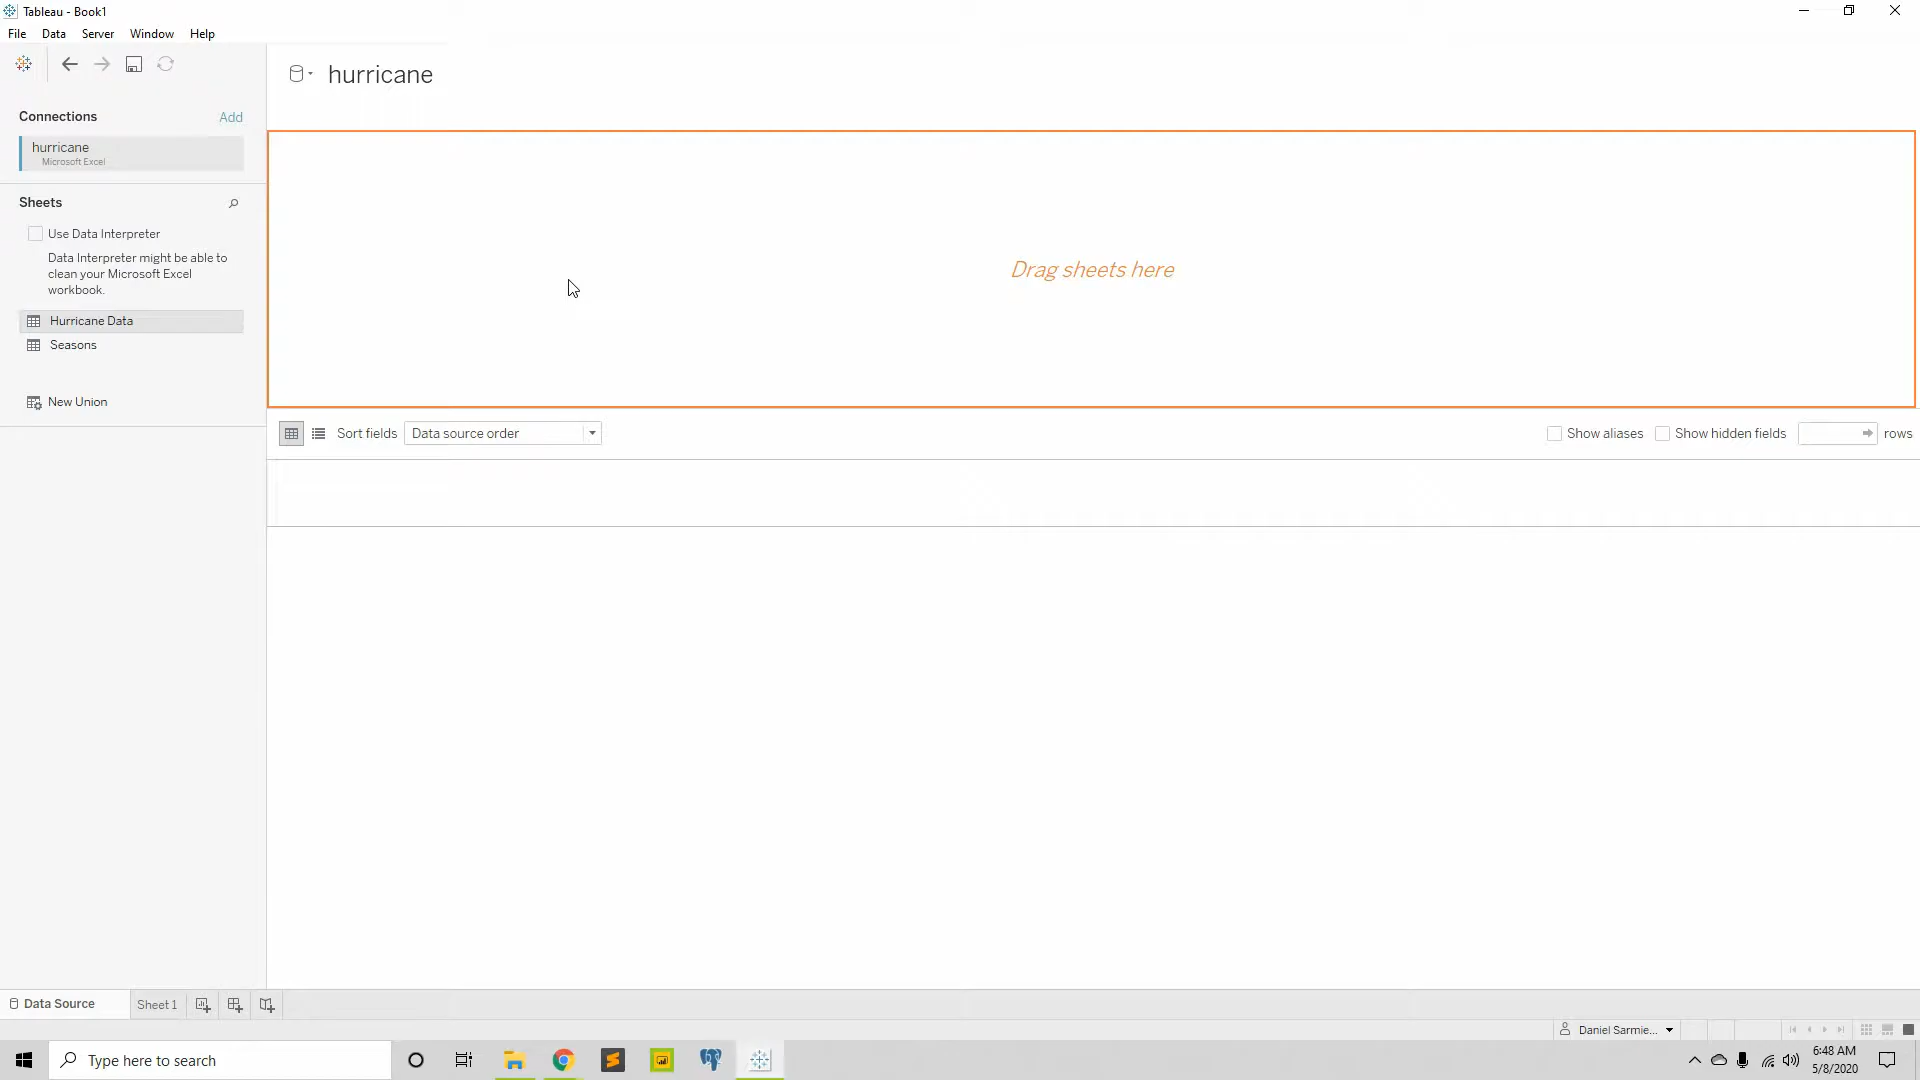 Tableau - Book1
File Data Server Window Help
hurricane
Connections Add
hurricane
Microsoft Excel
Sheets
Use Data Interpreter
Data Interpreter might be able to
clean your Microsoft Excel
workbook.
Hurricane Data
Seasons
New Union
Drag sheets here
Sort fields Data source order Show aliases Show hidden fields rows
Data Source Sheet 1
Daniel Sarmie...
Type here to search
6:48 AM
5/8/2020